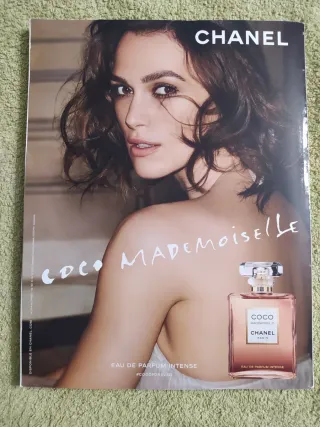 CHANEL
COCO MADEMOISELLE
COCO
MADEMOISELLE
CHANEL
PARIS
EAU DE PARFUM INTENSE
EAU DE PARFUM INTENSE